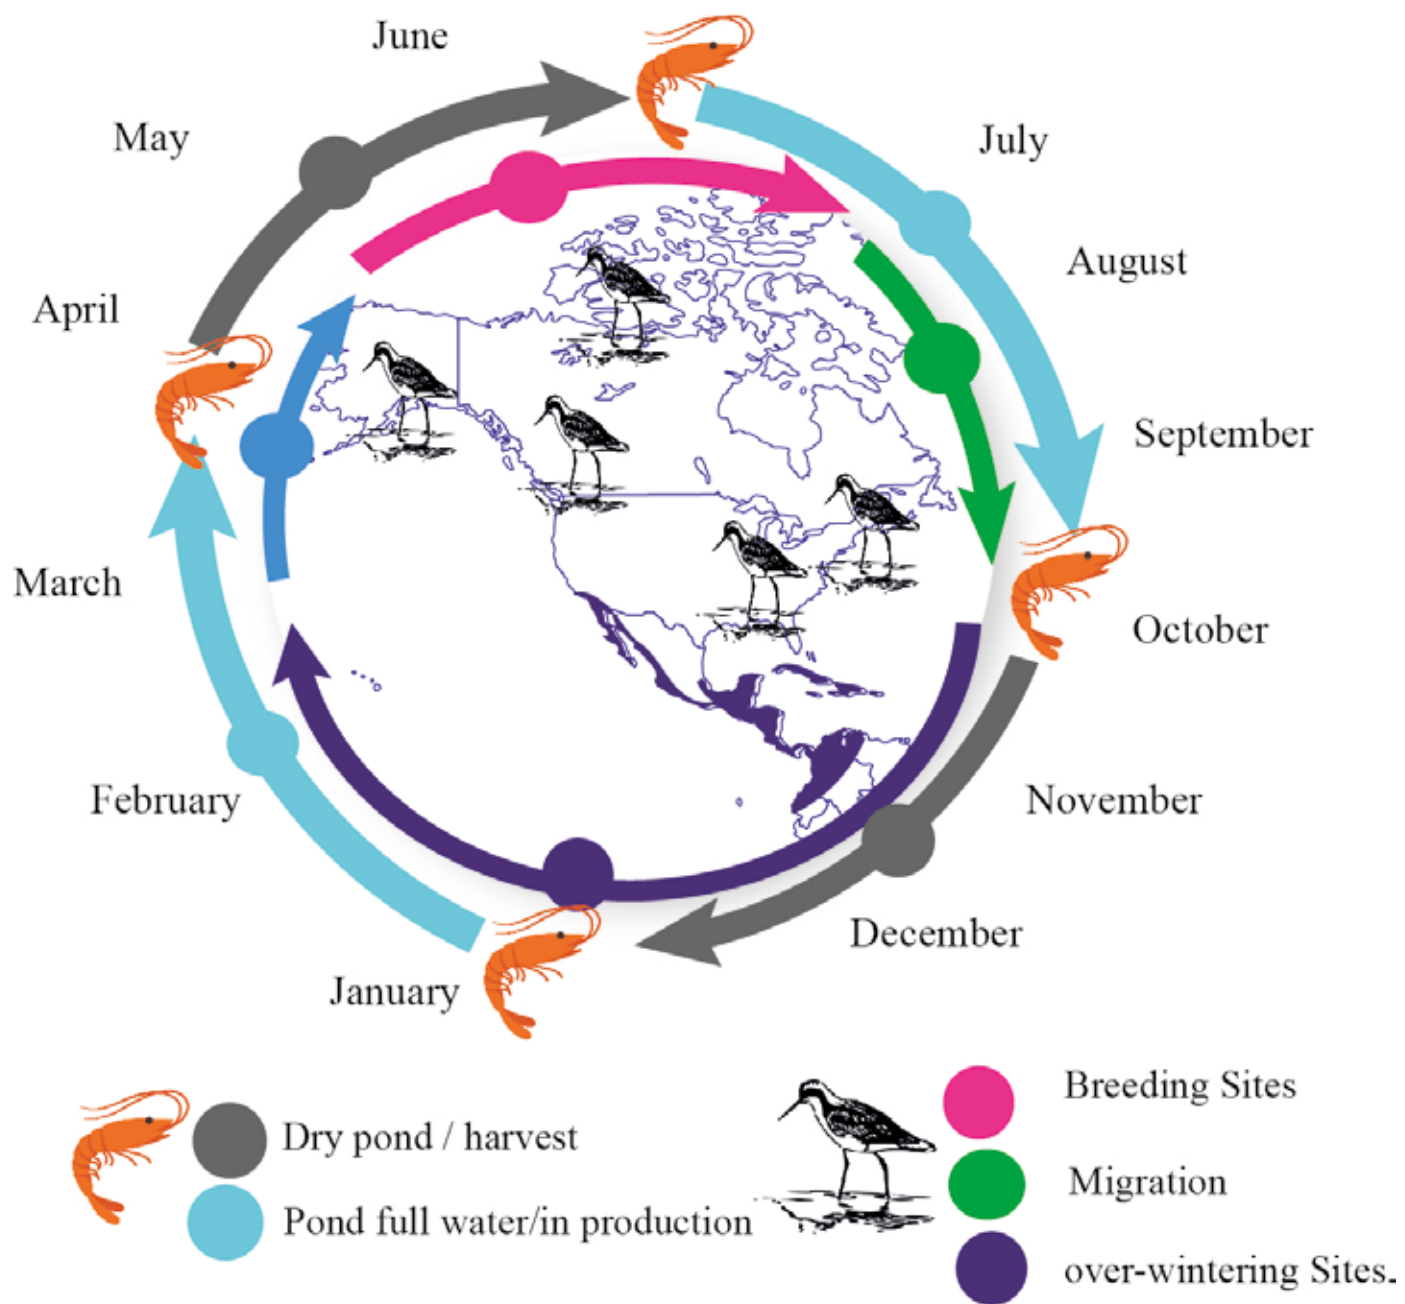 June
July
May
August
April
September
March
October
February
November
December
January
Dry pond / harvest
Pond full water/in production
Breeding Sites
Migration
over-wintering Sites.